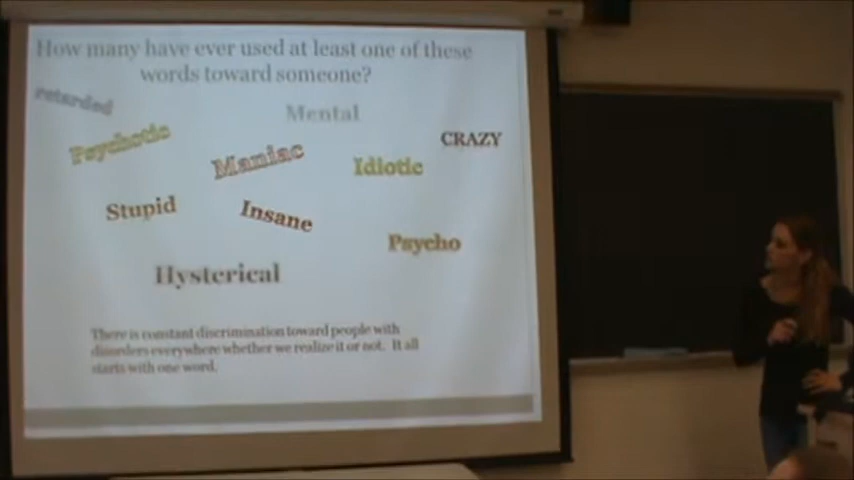 How many have ever used at least one of these
words toward someone?
retarded
Mental
Psychotic
CRAZY
Maniac
Idiotic
Stupid
Insane
Psycho
Hysterical
There is constant discrimination toward people with
disorders everywhere whether we realize it or not. It all
starts with one word.